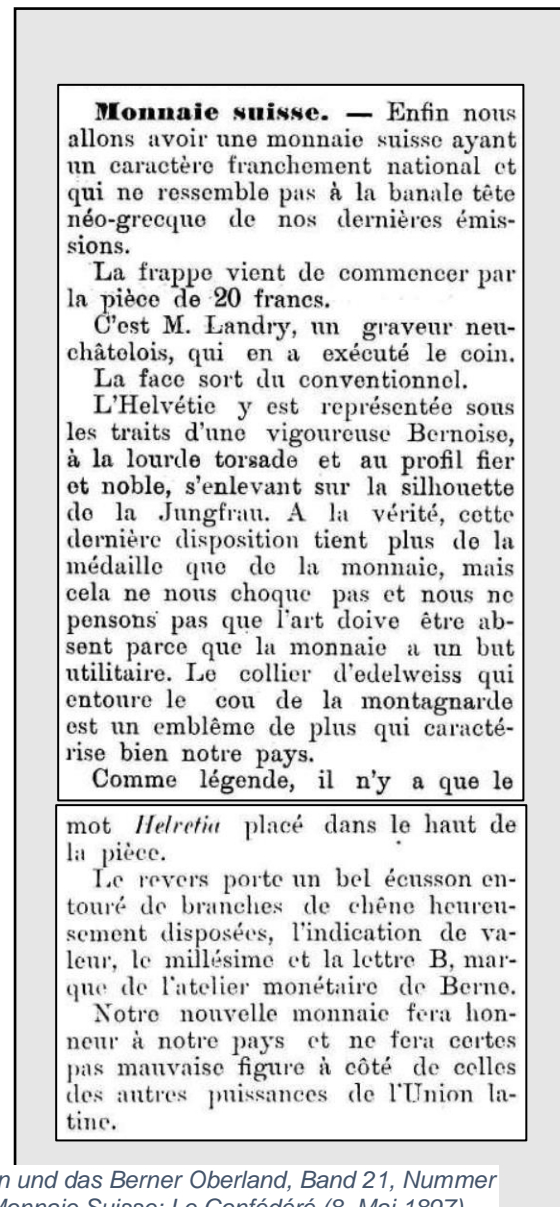 Monnaie suisse. — Enfin nous
allons avoir une monnaie suisse ayant
un caractère franchement national et
qui ne ressemble pas à la banale tête
néo-grecque de nos dernières émis-
sions.
La frappe vient de commencer par
la pièce de 20 francs.
C'est M. Landry, un graveur neu-
châtelois, qui en a exécuté le coin.
La face sort du conventionnel.
L'Helvétie y est représentée sous
les traits d'une vigoureuse Bernoise,
à la lourde torsade et au profil fier
et noble, s'enlevant sur la silhouette
de la Jungfrau. A la vérité, cette
dernière disposition tient plus de la
médaille que de la monnaie, mais
cela ne nous choque pas et nous ne
pensons pas que l'art doive être ab-
sent parce que la monnaie a un but
utilitaire. Le collier d'edelweiss qui
entoure le cou de la montagnarde
est un emblême de plus qui caracté-
rise bien notre pays.
Comme légende, il n'y a que le
mot Helvetia placé dans le haut de
la pièce.
Le revers porte un bel écusson en-
touré de branches de chêne heureu-
sement disposées, l'indication de va-
leur, le millésime et la lettre B, mar-
que de l'atelier monétaire de Berne.
Notre nouvelle monnaie fera hon-
neur à notre pays et ne fera certes
pas mauvaise figure à côté de celles
des autres puissances de l'Union la-
tine.
n und das Berner Oberland, Band 21, Nummer
Monnaie Suisse: Le Confédéré (8. Mai 1897)